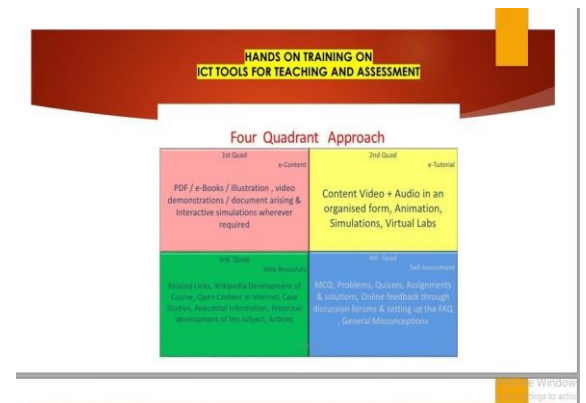 HANDS ON TRAINING ON
ICT TOOLS FOR TEACHING AND ASSESSMENT
Four Quadrant Approach
1st Quad
e-Content
PDF / e-Books / illustration , video
demonstrations / document arising &
Interactive simulations wherever
required
2nd Quad
e-Tutorial
Content Video + Audio in an
organised form, Animation,
Simulations, Virtual Labs
3rd Quad
Web Resources
Related Links, Wikipedia Development of
Course, Open Content in Internet, Case
Studies, Anecdotal information, Historical
development of the subject, Articles
4th Quad
Self Assessment
MCQ, Problems, Quizzes, Assignments
& solutions, Online feedback through
discussion forums & setting up the FAQ
, General Misconceptions
e Window
tings to activ